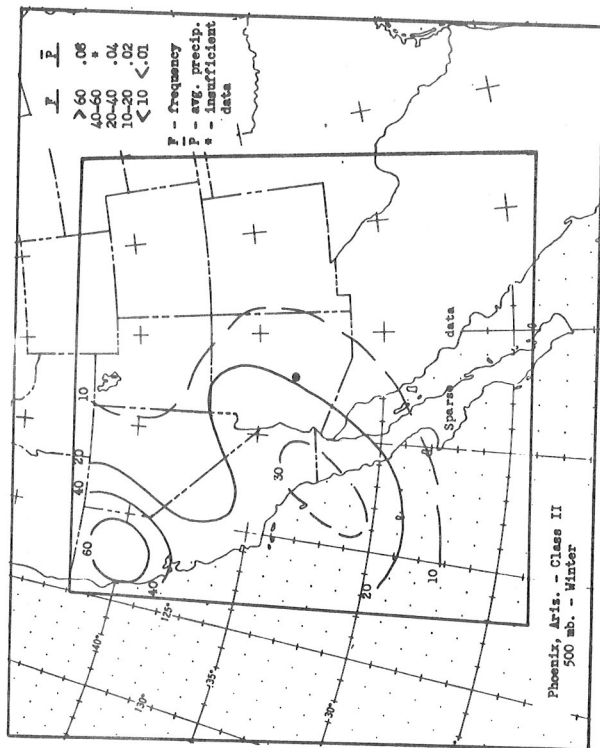 F̄ P̄
>60 .08
40-60 *
20-40 .04
10-20 .02
<10 <.01
F - frequency
P̄ - avg. precip.
* - insufficient
data
10
20
40
60
40
30
20
10
Sparse data
125°
130°
40°
35°
30°
Phoenix, Ariz. - Class II
500 mb. - Winter